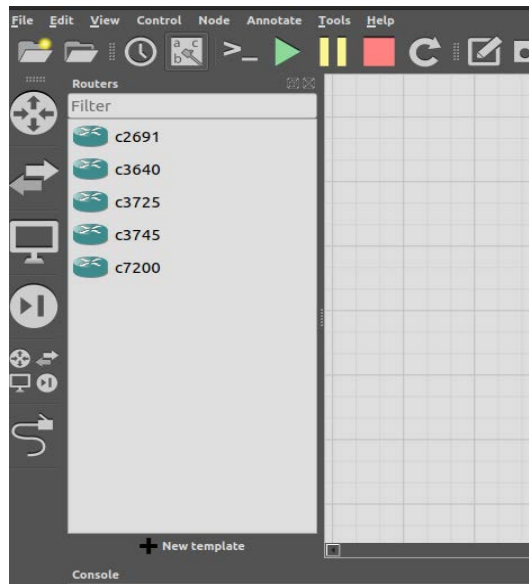 File Edit View Control Node Annotate Tools Help
a c
b
>_
Routers
Filter
c2691
c3640
c3725
c3745
c7200
New template
Console